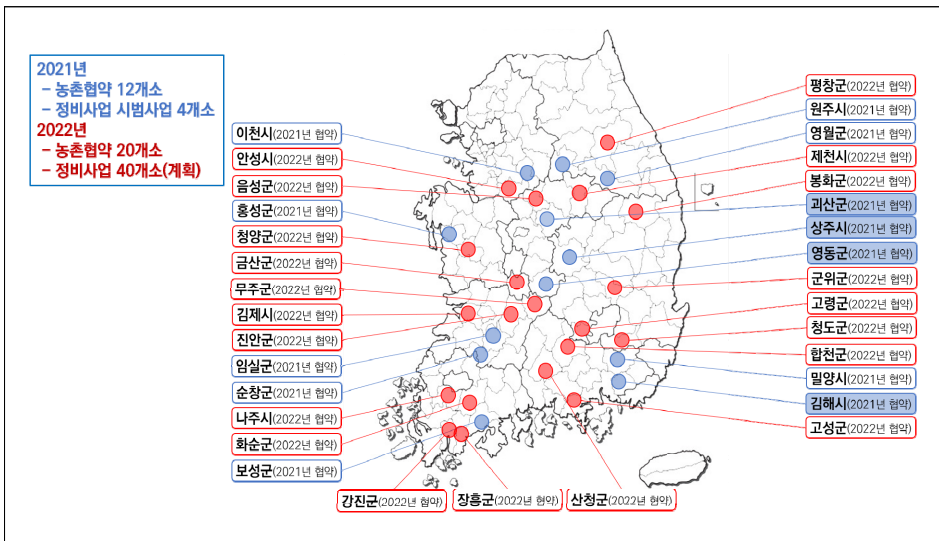 2021년
– 농촌협약 12개소
– 정비사업 시범사업 4개소
2022년
– 농촌협약 20개소
– 정비사업 40개소(계획)
이천시(2021년 협약)
안성시(2022년 협약)
음성군(2022년 협약)
홍성군(2021년 협약)
청양군(2022년 협약)
금산군(2022년 협약)
무주군(2022년 협약)
김제시(2022년 협약)
진안군(2022년 협약)
임실군(2021년 협약)
순창군(2021년 협약)
나주시(2022년 협약)
화순군(2022년 협약)
보성군(2021년 협약)
강진군(2022년 협약)
장흥군(2022년 협약)
산청군(2022년 협약)
평창군(2022년 협약)
원주시(2021년 협약)
영월군(2021년 협약)
제천시(2022년 협약)
봉화군(2022년 협약)
괴산군(2021년 협약)
상주시(2021년 협약)
영동군(2021년 협약)
군위군(2022년 협약)
고령군(2022년 협약)
청도군(2022년 협약)
합천군(2022년 협약)
밀양시(2021년 협약)
김해시(2021년 협약)
고성군(2022년 협약)